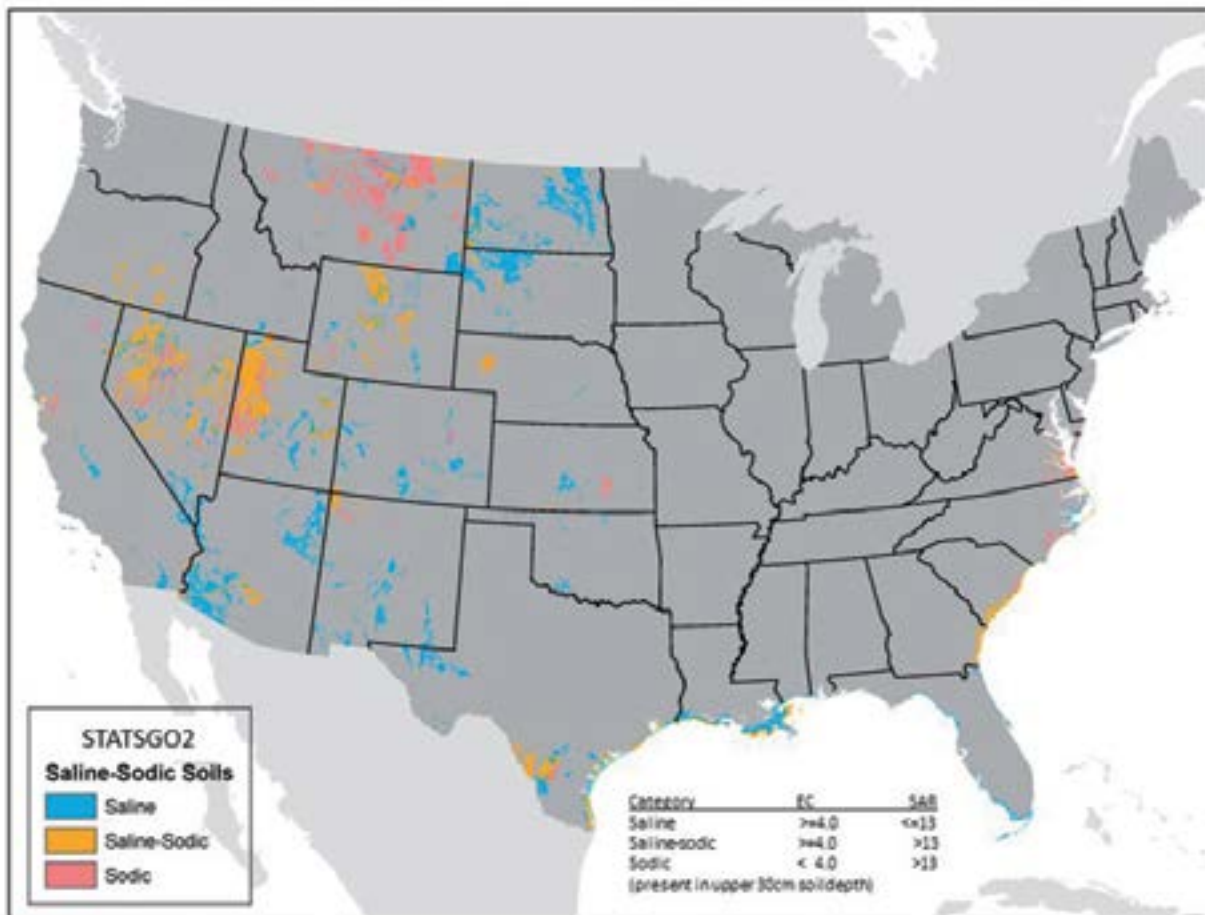 STATSGO2
Saline-Sodic Soils
Saline
Saline-Sodic
Sodic
Category EC SAR
Saline >=4.0 <=13
Saline-sodic >=4.0 >13
Sodic < 4.0 >13
(present in upper 30cm soil depth)